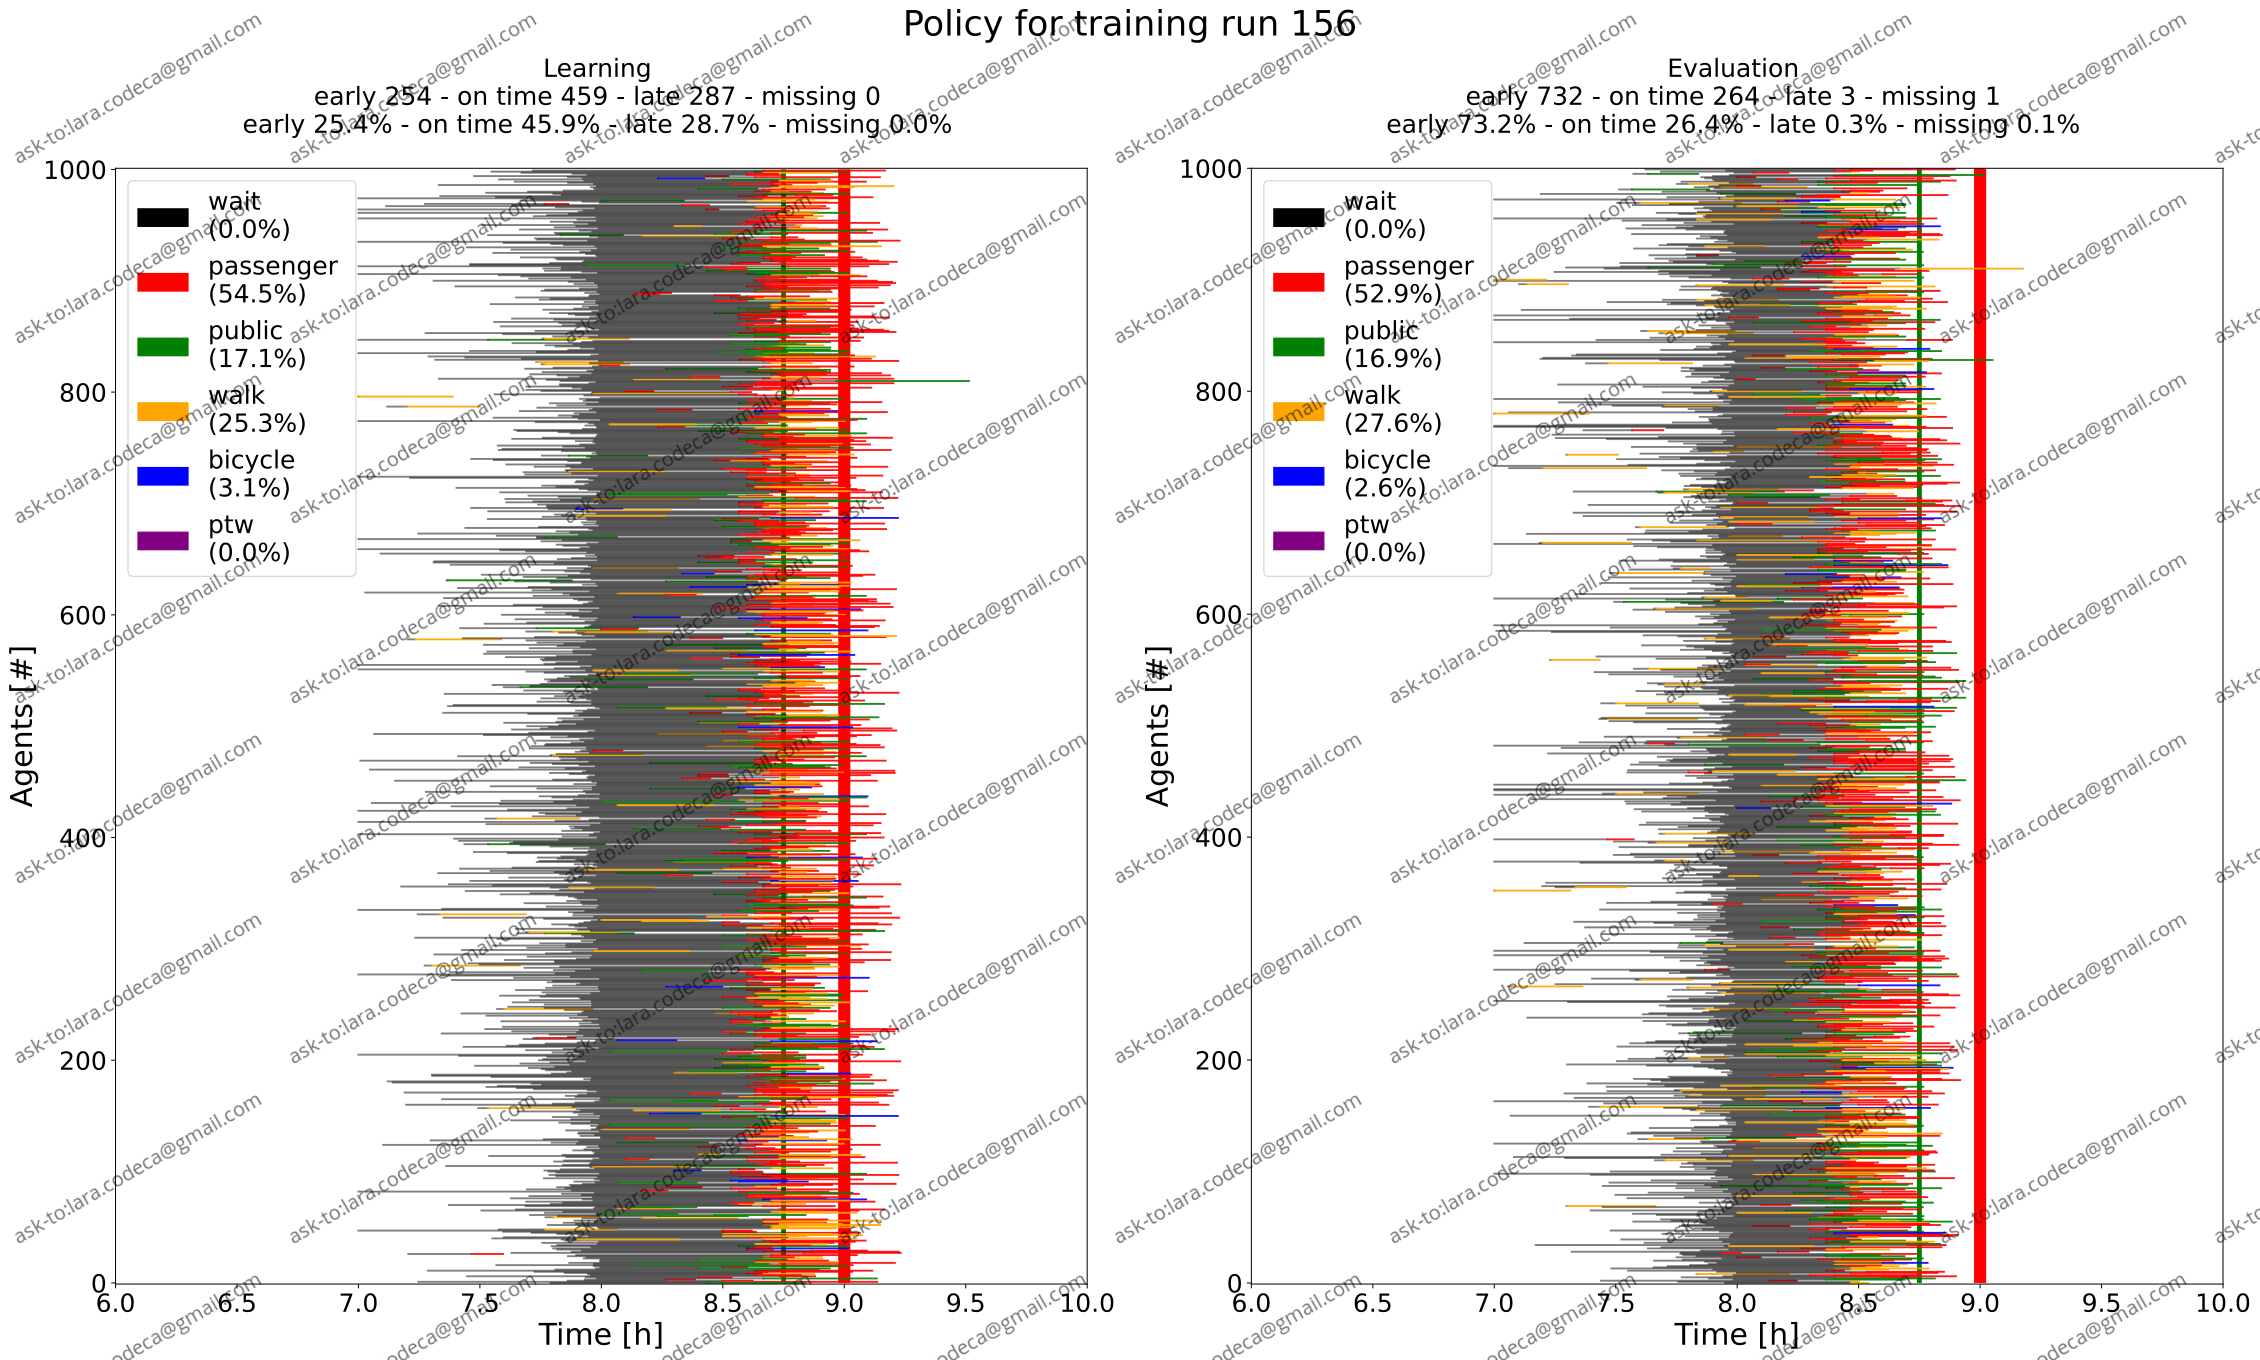 Policy for training run 156
Learning
early 254 - on time 459 - late 287 - missing 0
early 25.4% - on time 45.9% - late 28.7% - missing 0.0%
Evaluation
early 732 - on time 264 - late 3 - missing 1
early 73.2% - on time 26.4% - late 0.3% - missing 0.1%
Agents [#]
1000
800
600
400
200
0
wait
(0.0%)
passenger
(54.5%)
public
(17.1%)
walk
(25.3%)
bicycle
(3.1%)
ptw
(0.0%)
6.0 6.5 7.0 7.5 8.0 8.5 9.0 9.5 10.0
Time [h]
Agents [#]
1000
800
600
400
200
0
wait
(0.0%)
passenger
(52.9%)
public
(16.9%)
walk
(27.6%)
bicycle
(2.6%)
ptw
(0.0%)
6.0 6.5 7.0 7.5 8.0 8.5 9.0 9.5 10.0
Time [h]
ask-to:lara.codeca@gmail.com